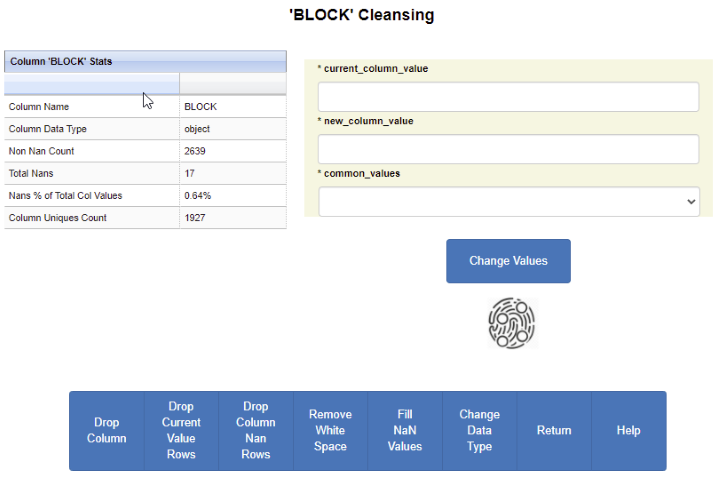 'BLOCK' Cleansing
Column 'BLOCK' Stats
Column Name BLOCK
Column Data Type object
Non Nan Count 2639
Total Nans 17
Nans % of Total Col Values 0.64%
Column Uniques Count 1927
* current_column_value
* new_column_value
* common_values
Change Values
Drop
Column
Drop
Current
Value
Rows
Drop
Column
Nan
Rows
Remove
White
Space
Fill
NaN
Values
Change
Data
Type
Return
Help